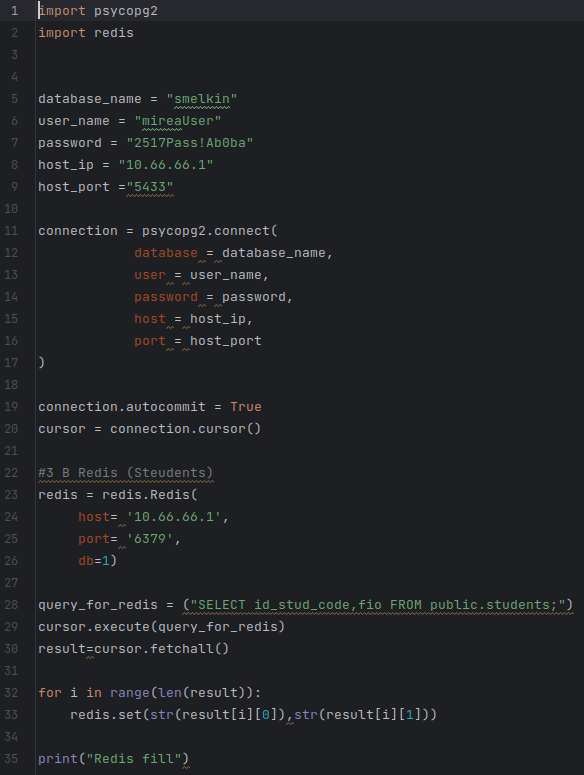 1 import psycopg2
2 import redis
3
4
5 database_name = "smelkin"
6 user_name = "mireaUser"
7 password = "2517Pass!Ab0ba"
8 host_ip = "10.66.66.1"
9 host_port ="5433"
10
11 connection = psycopg2.connect(
12             database = database_name,
13             user = user_name,
14             password = password,
15             host = host_ip,
16             port = host_port
17 )
18
19 connection.autocommit = True
20 cursor = connection.cursor()
21
22 #3 В Redis (Steudents)
23 redis = redis.Redis(
24      host= '10.66.66.1',
25      port= '6379',
26      db=1)
27
28 query_for_redis = ("SELECT id_stud_code,fio FROM public.students;")
29 cursor.execute(query_for_redis)
30 result=cursor.fetchall()
31
32 for i in range(len(result)):
33     redis.set(str(result[i][0]),str(result[i][1]))
34
35 print("Redis fill")